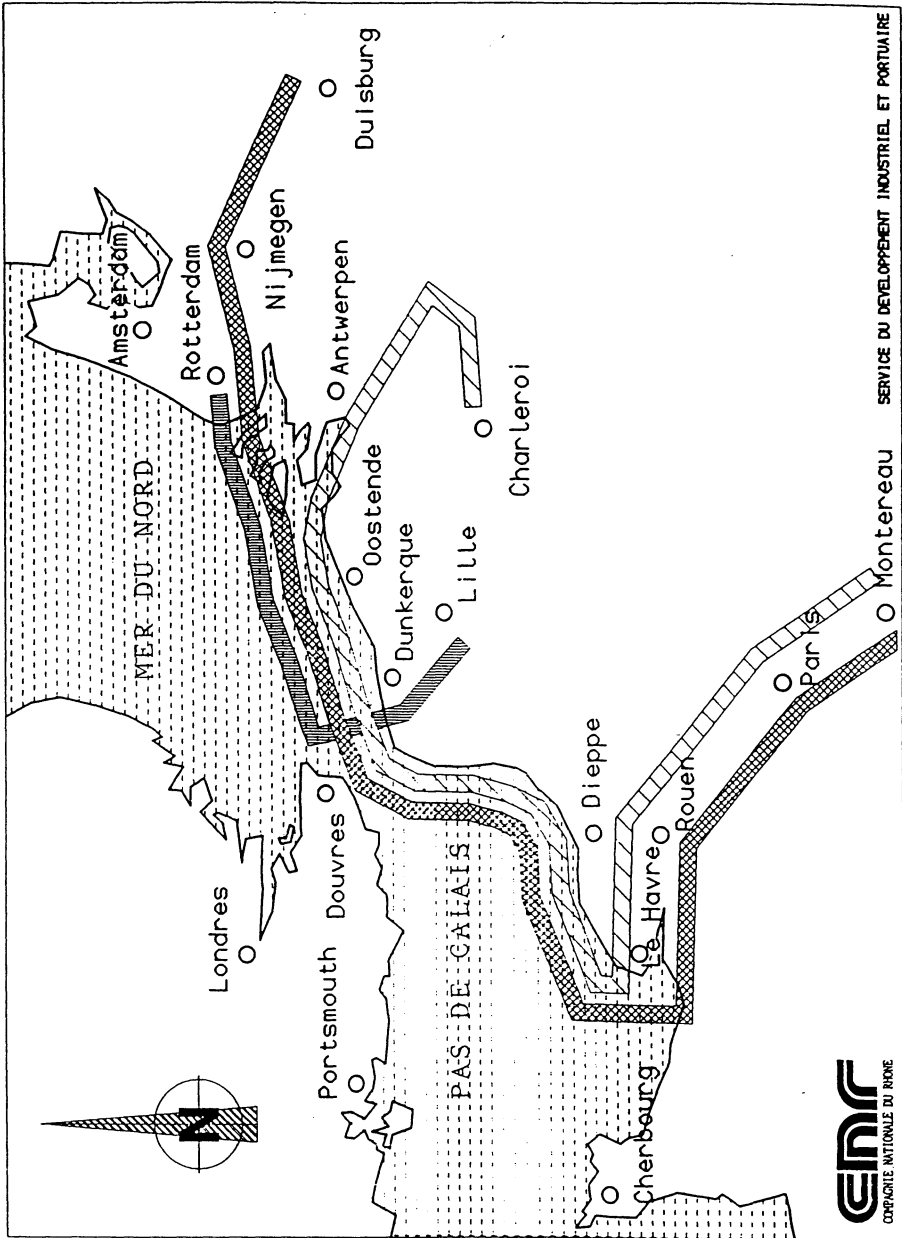 MER DU NORD
Amsterdam
Rotterdam
Nijmegen
Duisburg
Antwerpen
Londres
Oostende
Dunkerque
Lille
Charleroi
Portsmouth
Douvres
PAS DE CALAIS
Dieppe
Rouen
Le Havre
Cherbourg
Paris
Montereau
N
cnr
COMPAGNIE NATIONALE DU RHONE
SERVICE DU DEVELOPPEMENT INDUSTRIEL ET PORTUAIRE